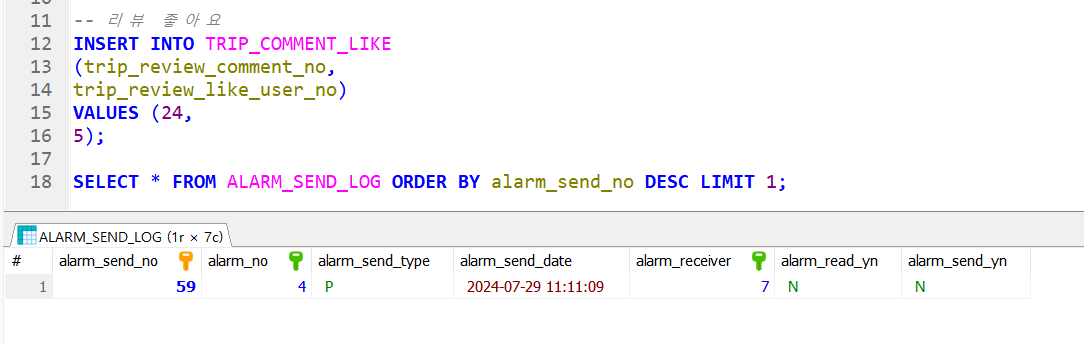 11 -- 리뷰 좋아요
12 INSERT INTO TRIP_COMMENT_LIKE
13 (trip_review_comment_no,
14 trip_review_like_user_no)
15 VALUES (24,
16 5);
17
18 SELECT * FROM ALARM_SEND_LOG ORDER BY alarm_send_no DESC LIMIT 1;
ALARM_SEND_LOG (1r × 7c)
# alarm_send_no alarm_no alarm_send_type alarm_send_date alarm_receiver alarm_read_yn alarm_send_yn
1 59 4 P 2024-07-29 11:11:09 7 N N